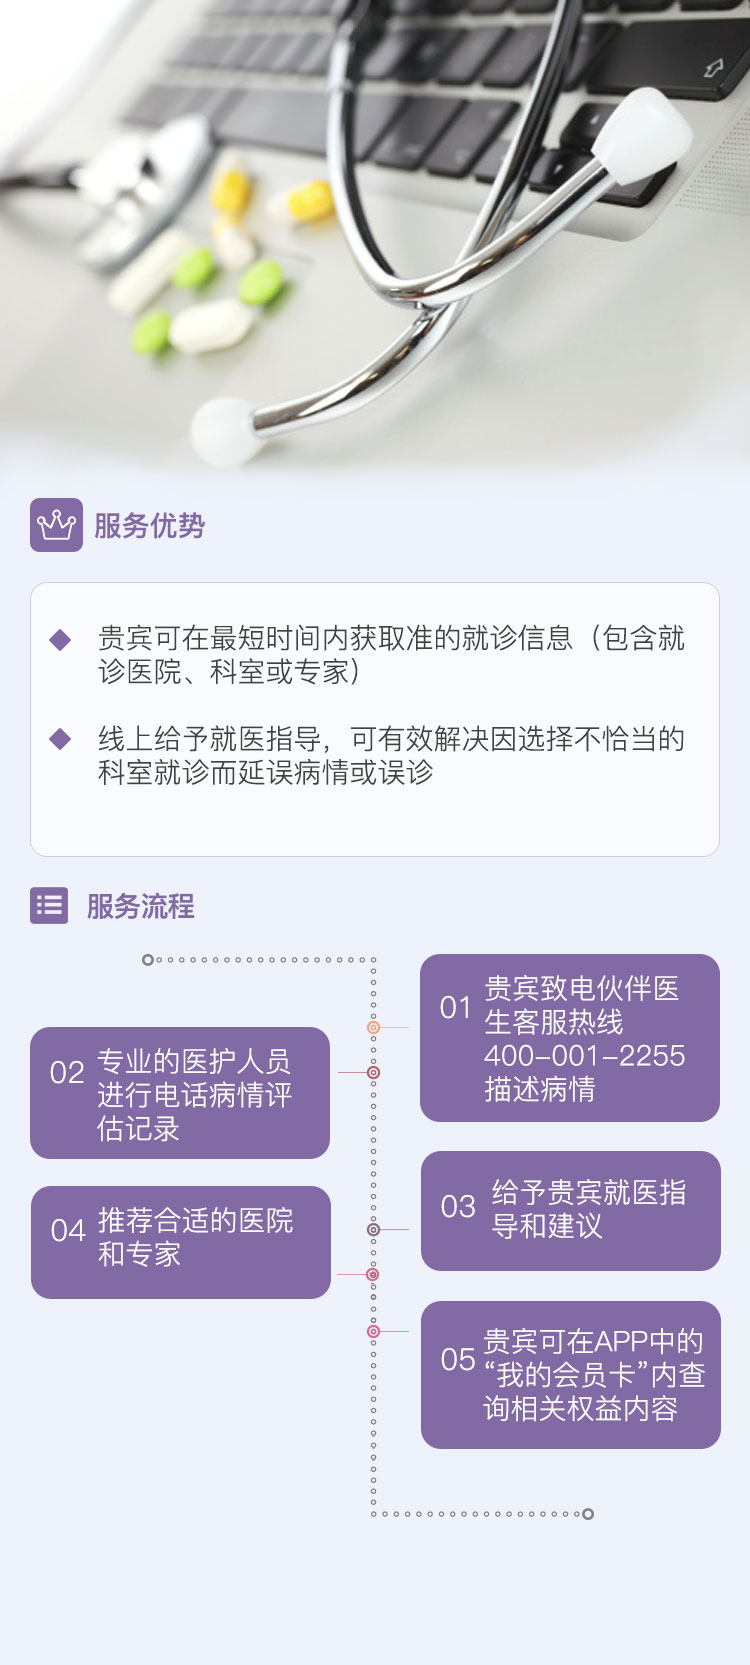 服务优势
贵宾可在最短时间内获取准的就诊信息（包含就
诊医院、科室或专家）
线上给予就医指导，可有效解决因选择不恰当的
科室就诊而延误病情或误诊
服务流程
01
贵宾致电伙伴医
生客服热线
400-001-2255
描述病情
02
专业的医护人员
进行电话病情评
估记录
03
给予贵宾就医指
导和建议
04
推荐合适的医院
和专家
05
贵宾可在APP中的
“我的会员卡”内查
询相关权益内容